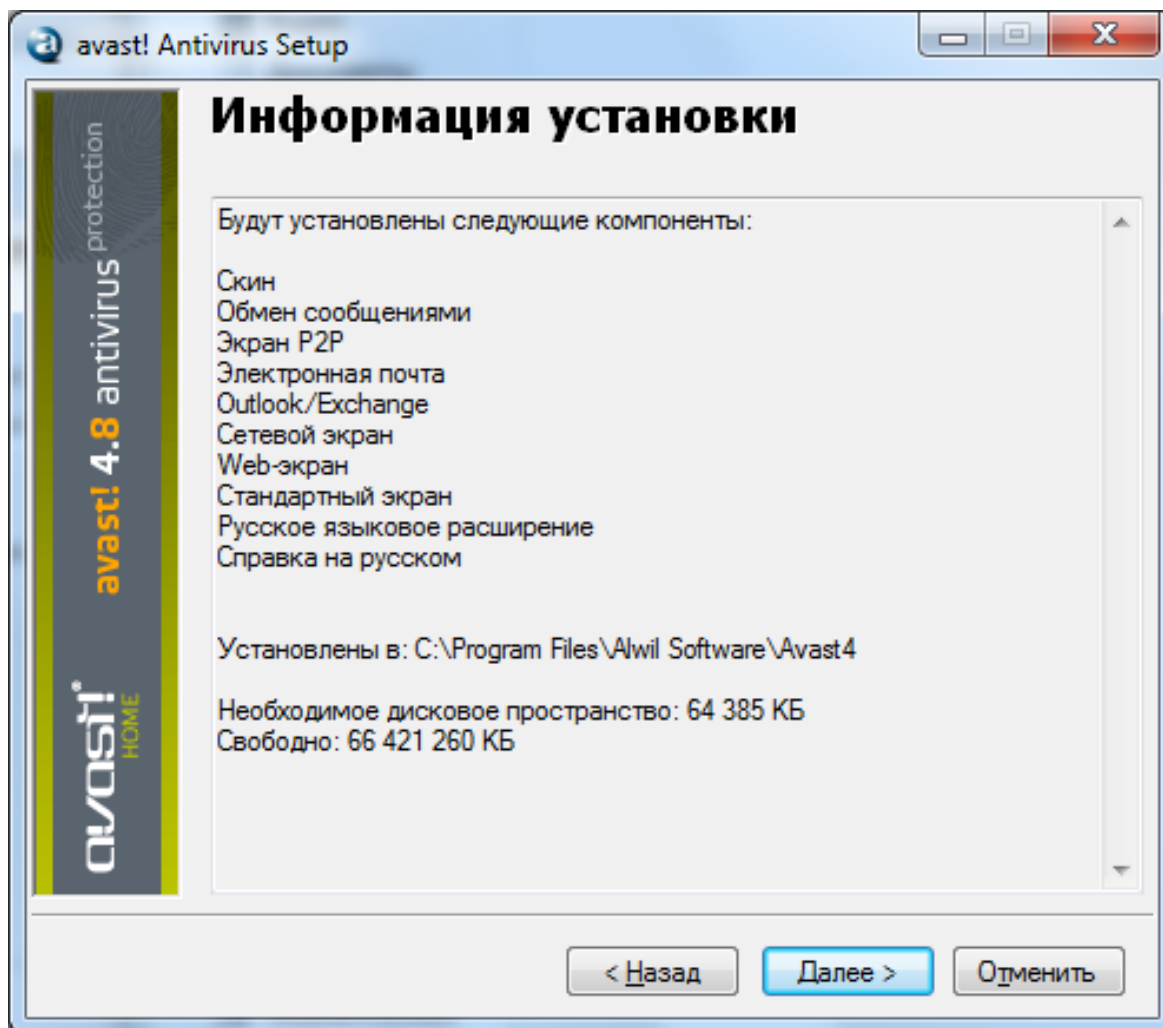 avast! Antivirus Setup
Информация установки
Будут установлены следующие компоненты:
Скин
Обмен сообщениями
Экран P2P
Электронная почта
Outlook/Exchange
Сетевой экран
Web-экран
Стандартный экран
Русское языковое расширение
Справка на русском
Установлены в: C:\Program Files\Alwil Software\Avast4
Необходимое дисковое пространство: 64 385 КБ
Свободно: 66 421 260 КБ
avast! 4.8 antivirus protection
avast!®
HOME
< Назад
Далее >
Отменить